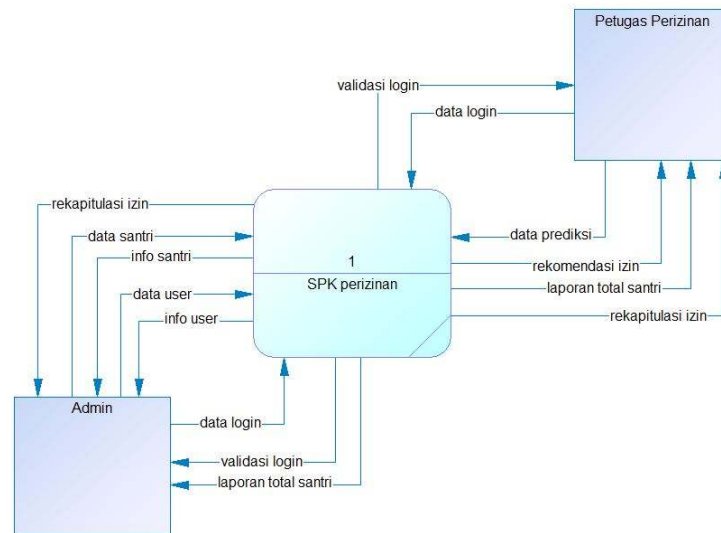 Petugas Perizinan
validasi login
data login
rekapitulasi izin
data santri
info santri
data user
info user
1
SPK perizinan
data prediksi
rekomendasi izin
laporan total santri
rekapitulasi izin
Admin
data login
validasi login
laporan total santri